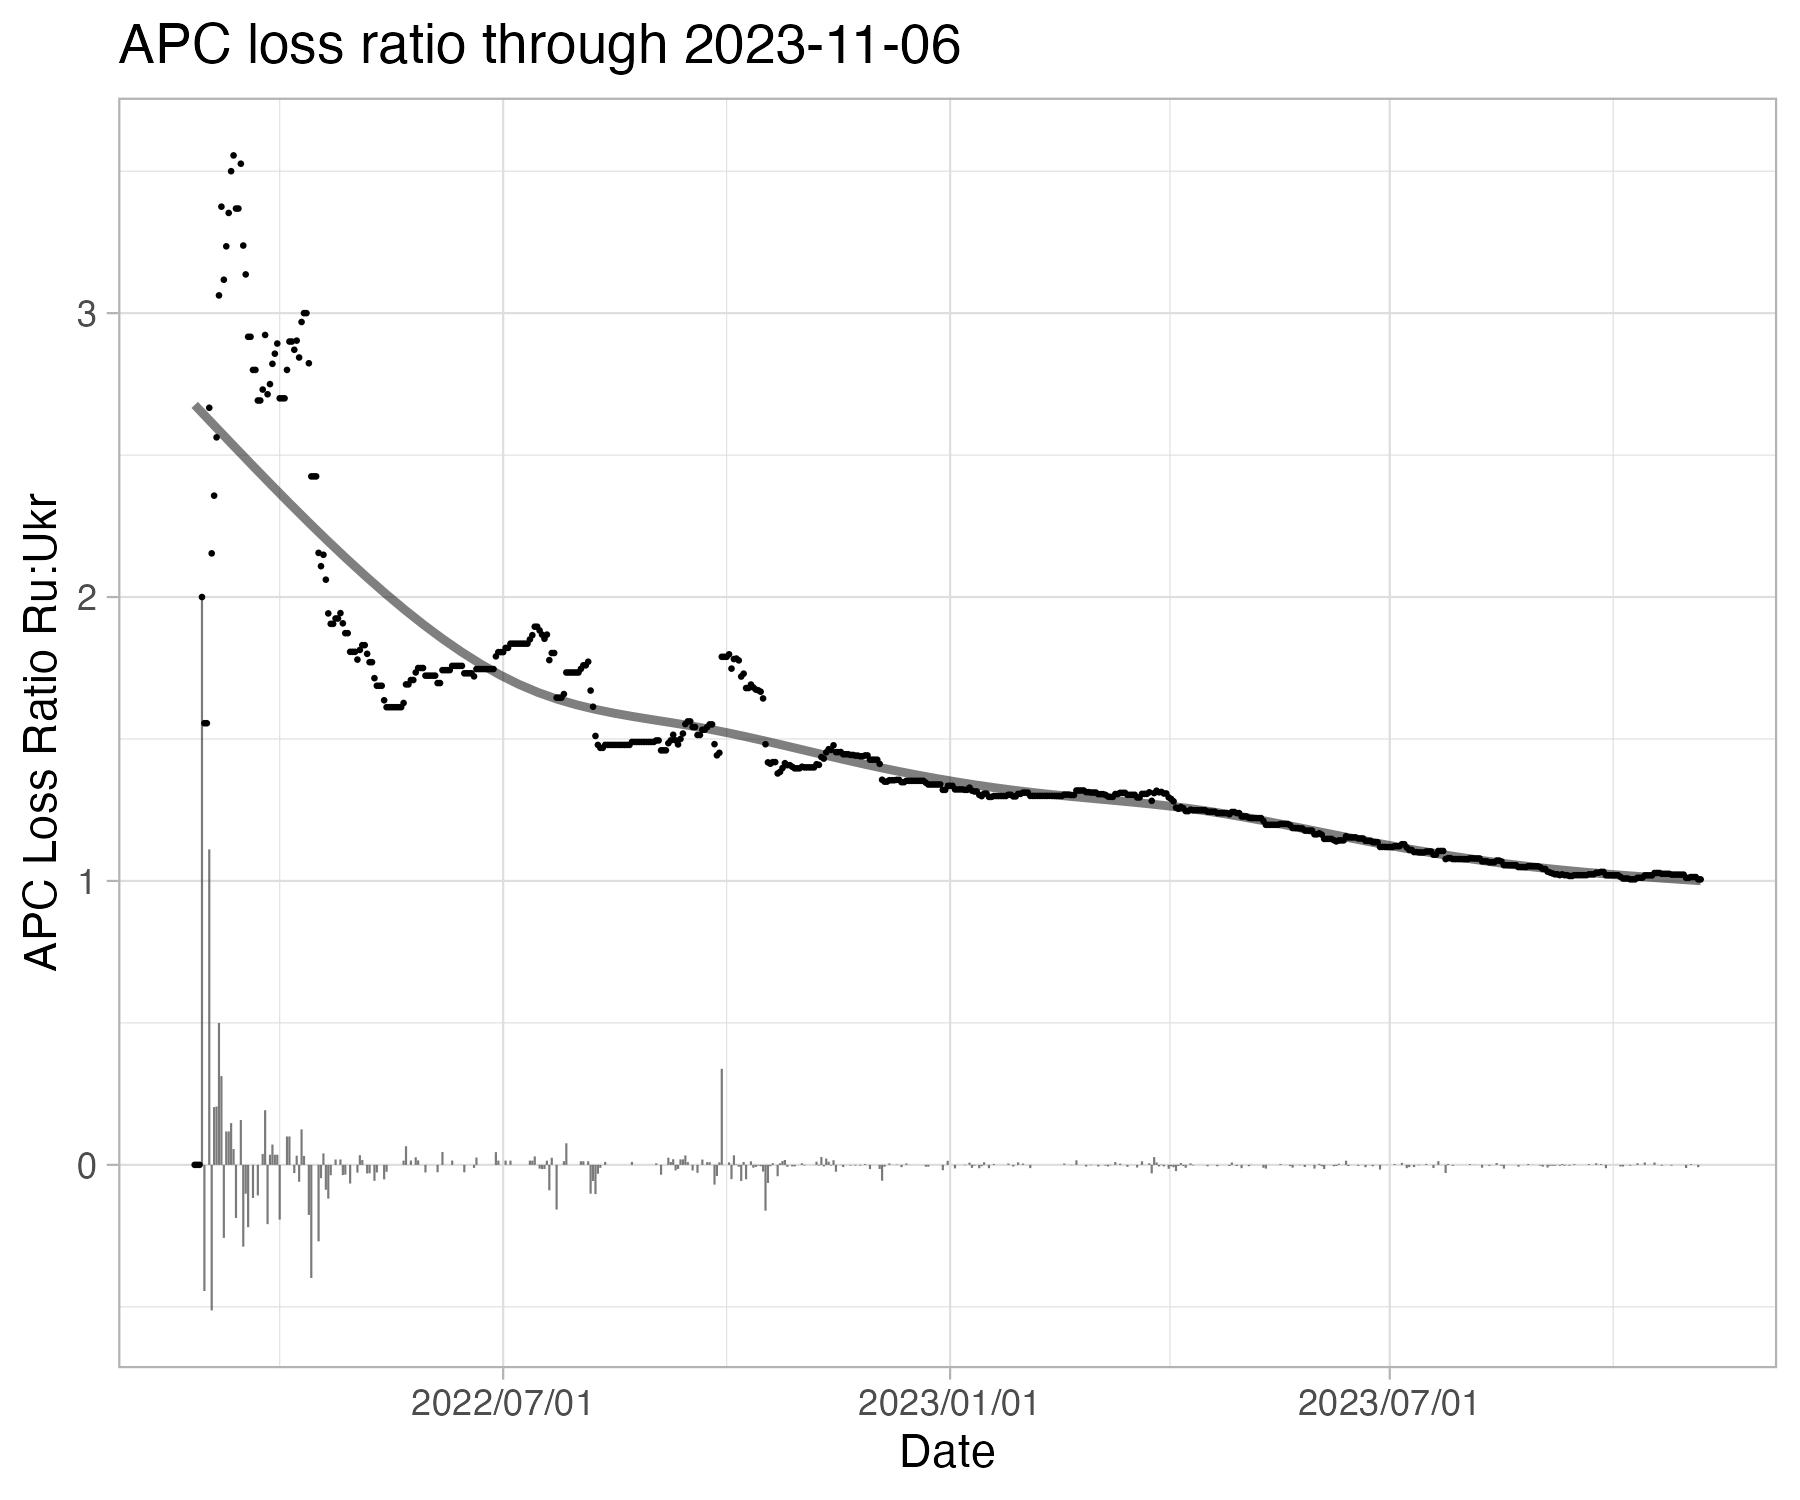 APC loss ratio through 2023-11-06
APC Loss Ratio Ru:Ukr
3
2
1
0
2022/07/01
2023/01/01
2023/07/01
Date